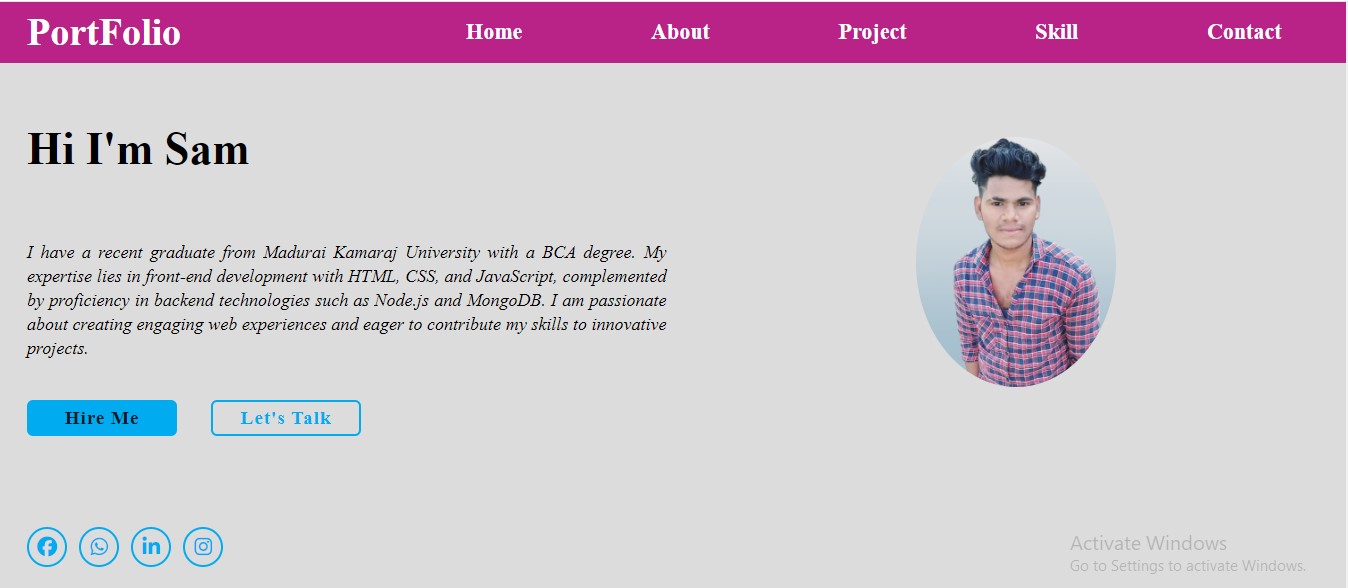 PortFolio
Home About Project Skill Contact
Hi I'm Sam
I have a recent graduate from Madurai Kamaraj University with a BCA degree. My
expertise lies in front-end development with HTML, CSS, and JavaScript, complemented
by proficiency in backend technologies such as Node.js and MongoDB. I am passionate
about creating engaging web experiences and eager to contribute my skills to innovative
projects.
Hire Me Let's Talk
Activate Windows
Go to Settings to activate Windows.